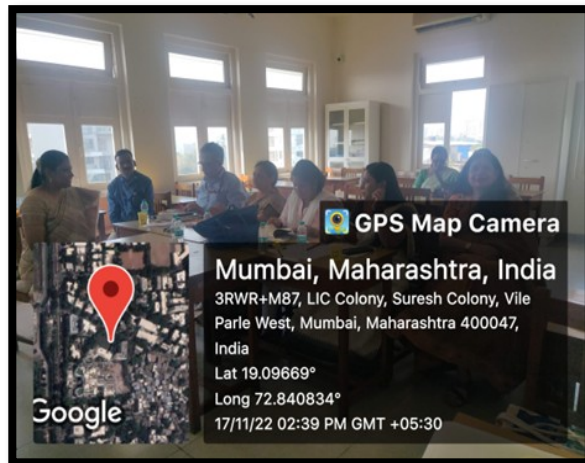 GPS Map Camera
Mumbai, Maharashtra, India
3RWR+M87, LIC Colony, Suresh Colony, Vile
Parle West, Mumbai, Maharashtra 400047,
India
Lat 19.09669°
Long 72.840834°
17/11/22 02:39 PM GMT +05:30
Google